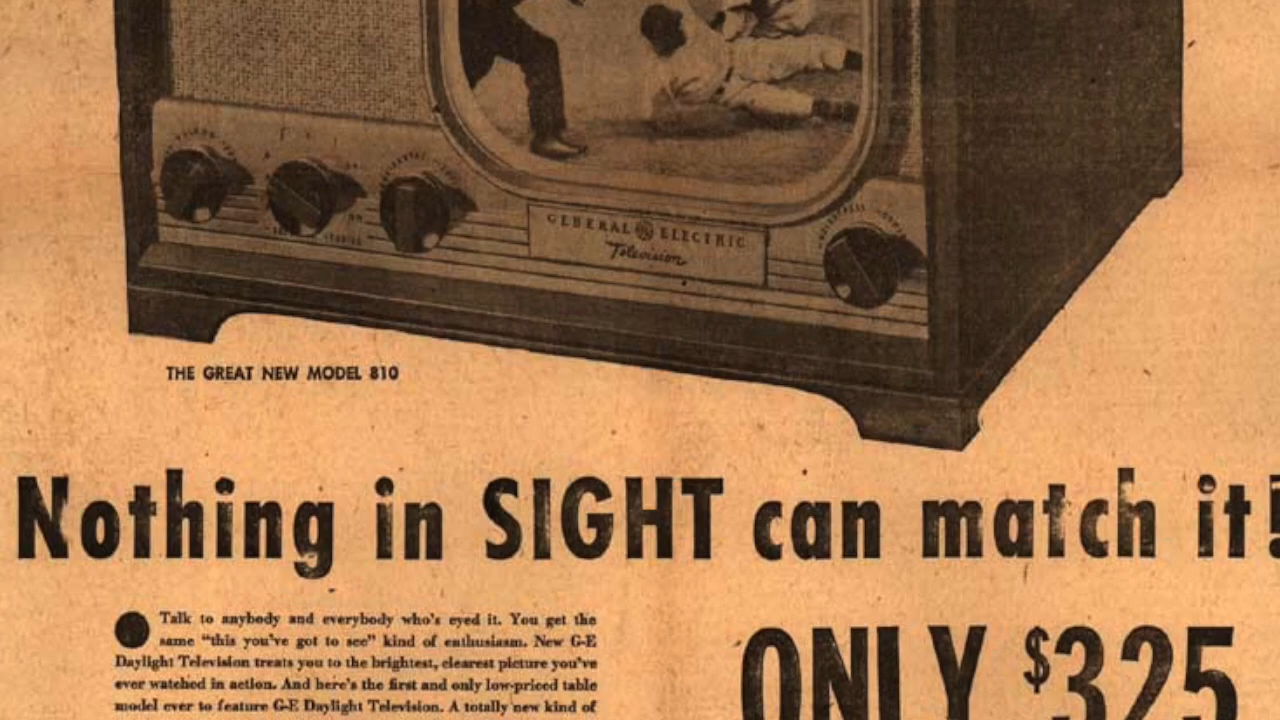 GENERAL ELECTRIC
Television
THE GREAT NEW MODEL 810
Nothing in SIGHT can match it!
Talk to anybody and everybody who's eyed it. You get the
same "this you've got to see" kind of enthusiasm. New G-E
Daylight Television treats you to the brightest, clearest picture you've
ever watched in action. And here's the first and only low-priced table
model ever to feature G-E Daylight Television. A totally new kind of
ONLY $325